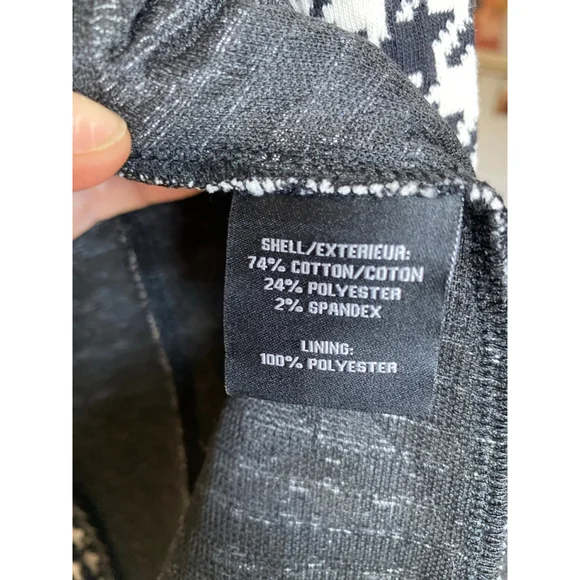 SHELL/EXTERIEUR:
74% COTTON/COTON
24% POLYESTER
2% SPANDEX
LINING:
100% POLYESTER